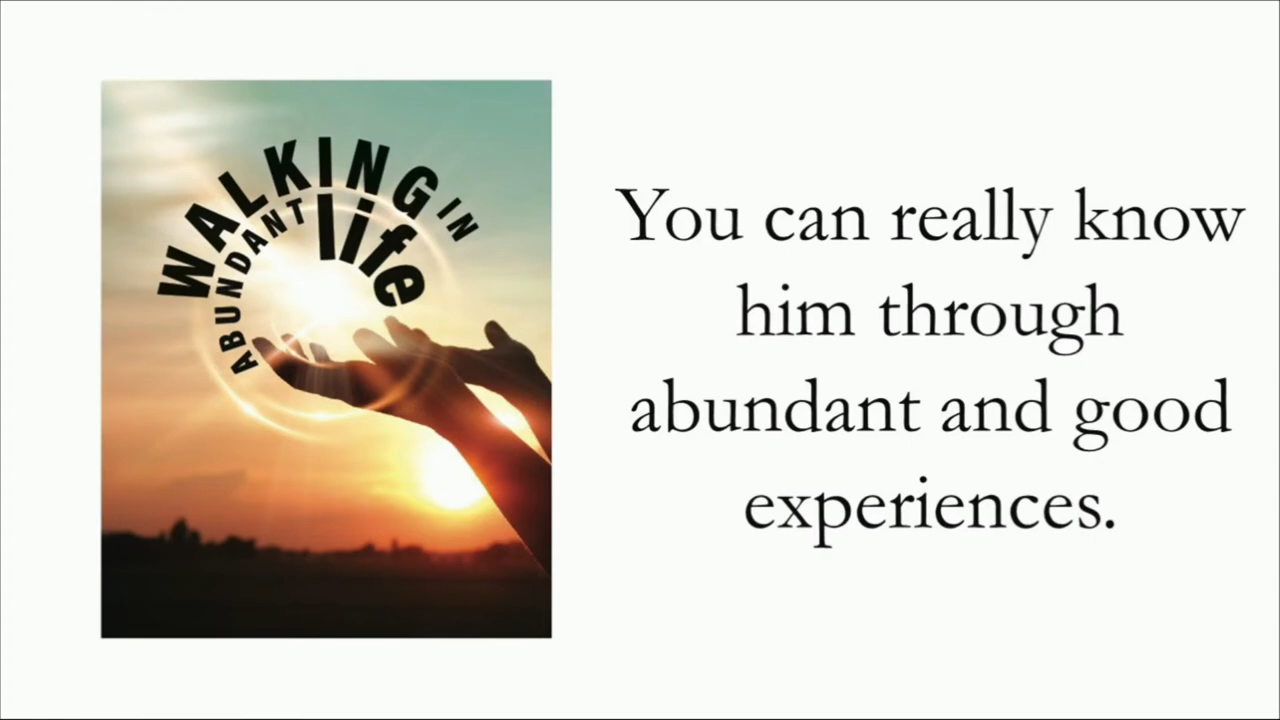 WALKING IN
ABUNDANT life
You can really know
him through
abundant and good
experiences.